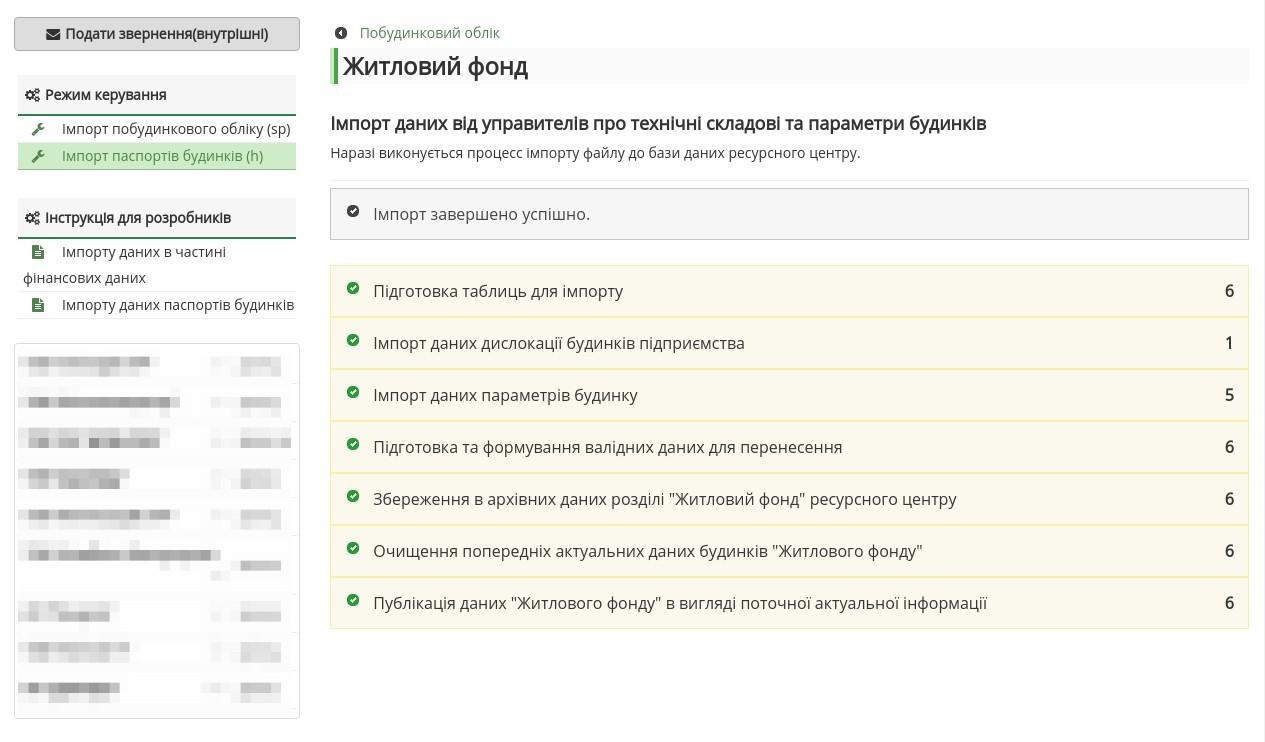 Подати звернення(внутрішні)
Режим керування
Імпорт побудинкового обліку (sp)
Імпорт паспортів будинків (h)
Інструкція для розробників
Імпорту даних в частині
фінансових даних
Імпорту даних паспортів будинків
Побудинковий облік
Житловий фонд
Імпорт даних від управителів про технічні складові та параметри будинків
Наразі виконується процесс імпорту файлу до бази даних ресурсного центру.
Імпорт завершено успішно.
Підготовка таблиць для імпорту 6
Імпорт даних дислокації будинків підприємства 1
Імпорт даних параметрів будинку 5
Підготовка та формування валідних даних для перенесення 6
Збереження в архівних даних розділі "Житловий фонд" ресурсного центру 6
Очищення попередніх актуальних даних будинків "Житлового фонду" 6
Публікація даних "Житлового фонду" в вигляді поточної актуальної інформації 6